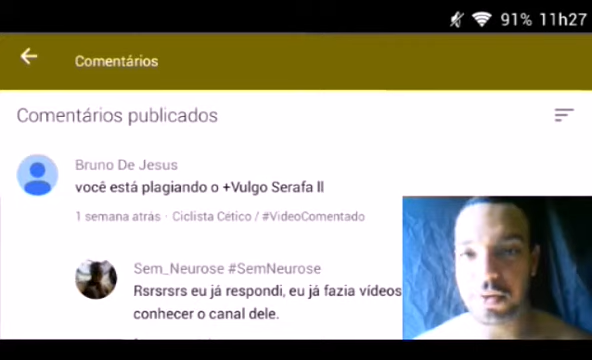 91% 11h27
Comentários
Comentários publicados
Bruno De Jesus
você está plagiando o +Vulgo Serafa ll
1 semana atrás · Ciclista Cético / #VideoComentado
Sem_Neurose #SemNeurose
Rsrsrsrs eu já respondi, eu já fazia vídeos
conhecer o canal dele.